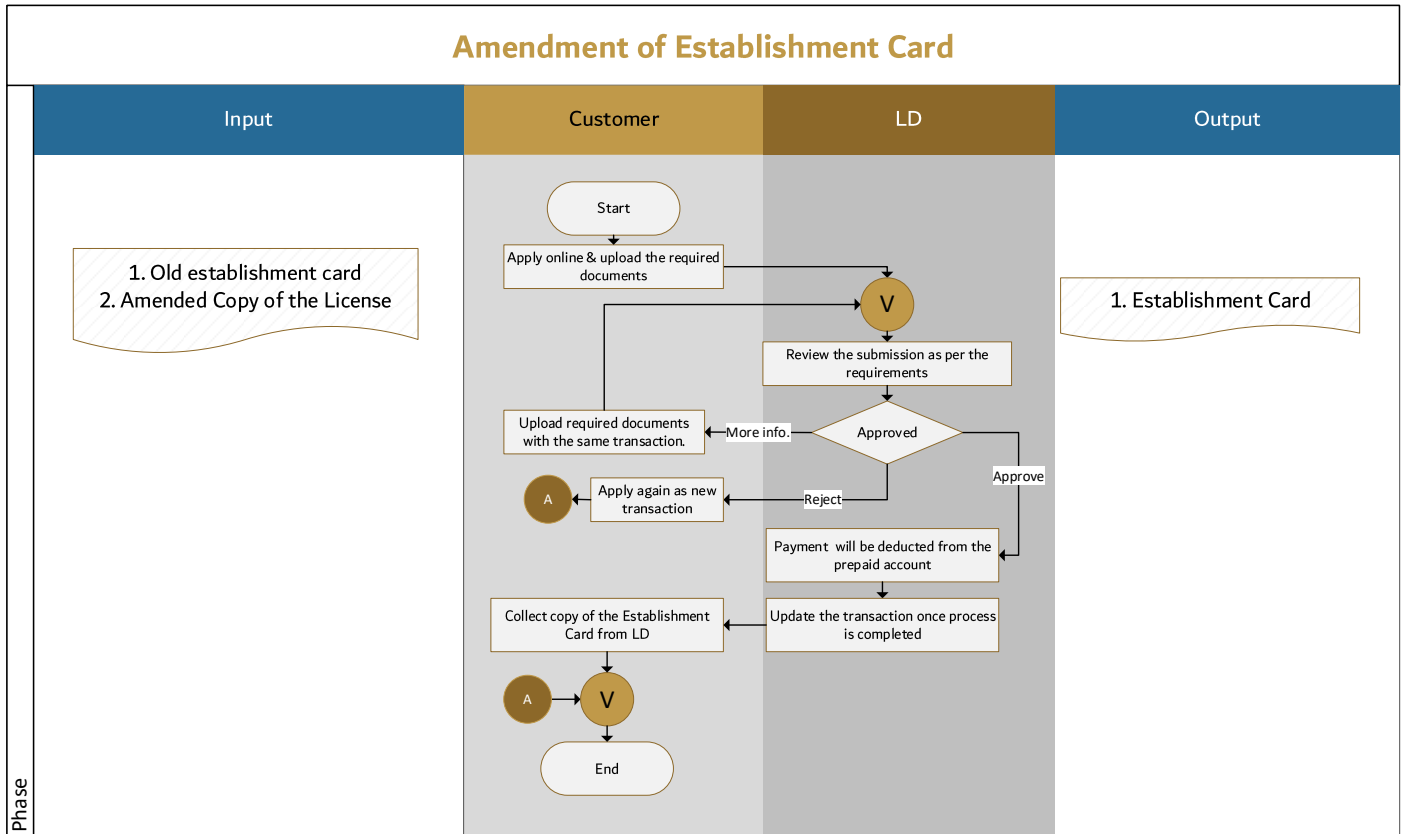 Amendment of Establishment Card
Input
Customer
LD
Output
Start
1. Old establishment card
2. Amended Copy of the License
Apply online & upload the required
documents
V
1. Establishment Card
Review the submission as per the
requirements
Upload required documents
with the same transaction.
More info.
Approved
Approve
A
Apply again as new
transaction
Reject
Payment will be deducted from the
prepaid account
Collect copy of the Establishment
Card from LD
Update the transaction once process
is completed
A
V
End
Phase